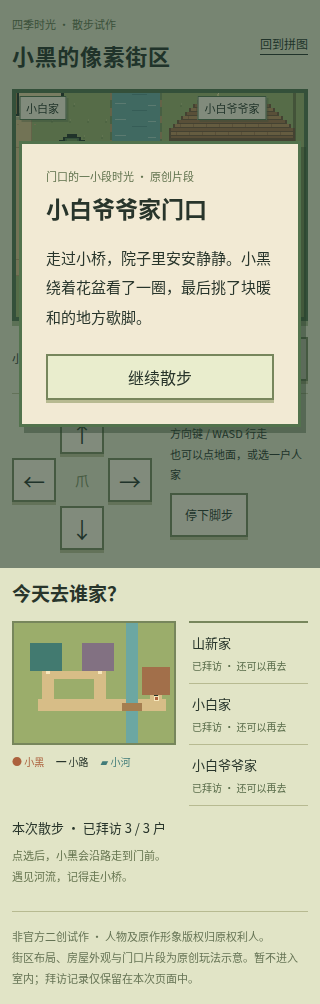 四季时光 · 散步试作
小黑的像素街区
回到拼图
小白家
小白爷爷家
门口的一小段时光 · 原创片段
小白爷爷家门口
走过小桥，院子里安安静静。小黑
绕着花盆看了一圈，最后挑了块暖
和的地方歇脚。
继续散步
↑
← 爪 →
↓
方向键 / WASD 行走
也可以点地面，或选一户人
家
停下脚步
今天去谁家？
山新家
已拜访 · 还可以再去
小白家
已拜访 · 还可以再去
小白爷爷家
已拜访 · 还可以再去
小黑 小路 小河
本次散步 · 已拜访 3 / 3 户
点选后，小黑会沿路走到门前。
遇见河流，记得走小桥。
非官方二创试作 · 人物及原作形象版权归原权利人。
街区布局、房屋外观与门口片段为原创玩法示意。暂不进入
室内；拜访记录仅保留在本次页面中。